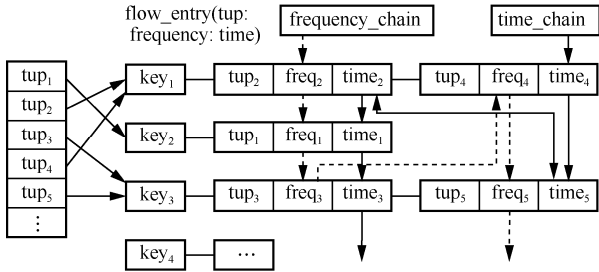 flow_entry(tup:
frequency: time)
frequency_chain
time_chain
tup₁
tup₂
tup₃
tup₄
tup₅
⋮
key₁ tup₂ freq₂ time₂ tup₄ freq₄ time₄
key₂ tup₁ freq₁ time₁
key₃ tup₃ freq₃ time₃ tup₅ freq₅ time₅
key₄ ⋯